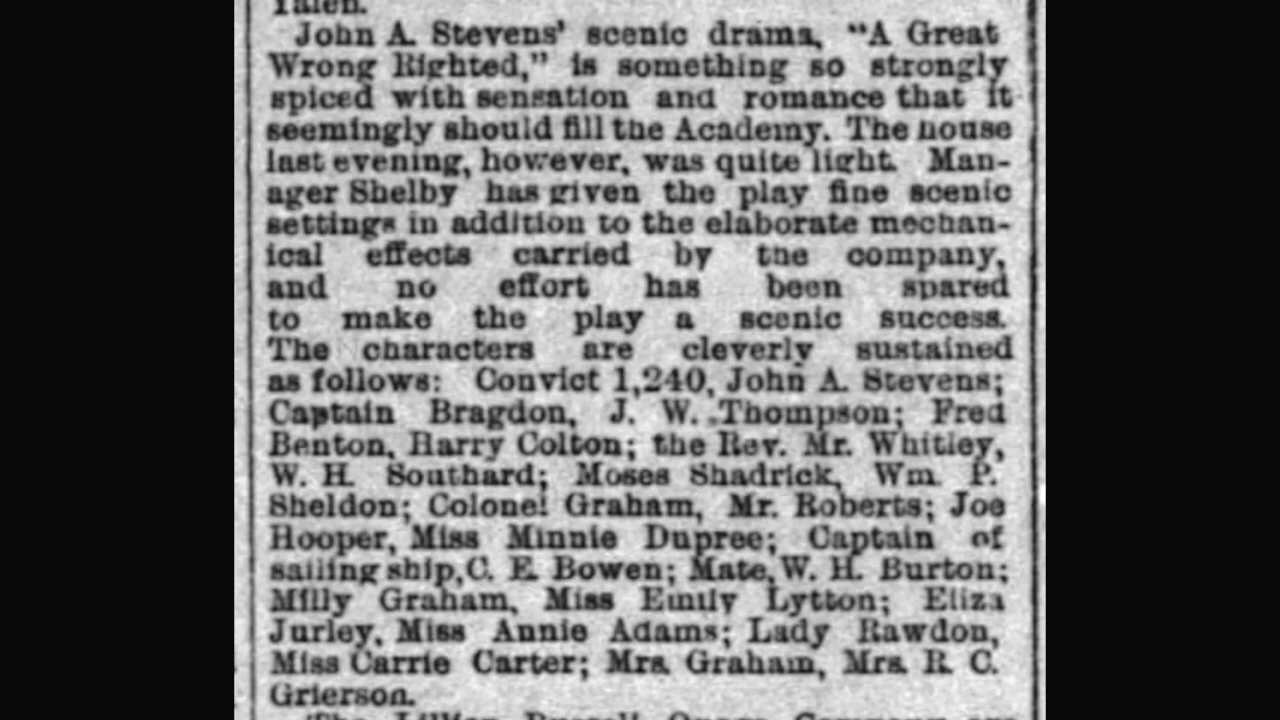 Yalen.
John A. Stevens' scenic drama, "A Great
Wrong Righted," is something so strongly
spiced with sensation and romance that it
seemingly should fill the Academy. The house
last evening, however, was quite light. Man-
ager Shelby has given the play fine scenic
settings in addition to the elaborate mechan-
ical effects carried by the company,
and no effort has been spared
to make the play a scenic success.
The characters are cleverly sustained
as follows: Convict 1,240, John A. Stevens;
Captain Bragdon, J. W. Thompson; Fred
Benton, Harry Colton; the Rev. Mr. Whitley,
W. H. Southard; Moses Shadrick, Wm. P.
Sheldon; Colonel Graham, Mr. Roberts; Joe
Hooper, Miss Minnie Dupree; Captain of
sailing ship, C. E. Bowen; Mate, W. H. Burton;
Milly Graham, Miss Emily Lytton; Eliza
Jurley, Miss Annie Adams; Lady Rawdon,
Miss Carrie Carter; Mrs. Graham, Mrs. R. C.
Grierson.
The Lillian Russell Opera Company